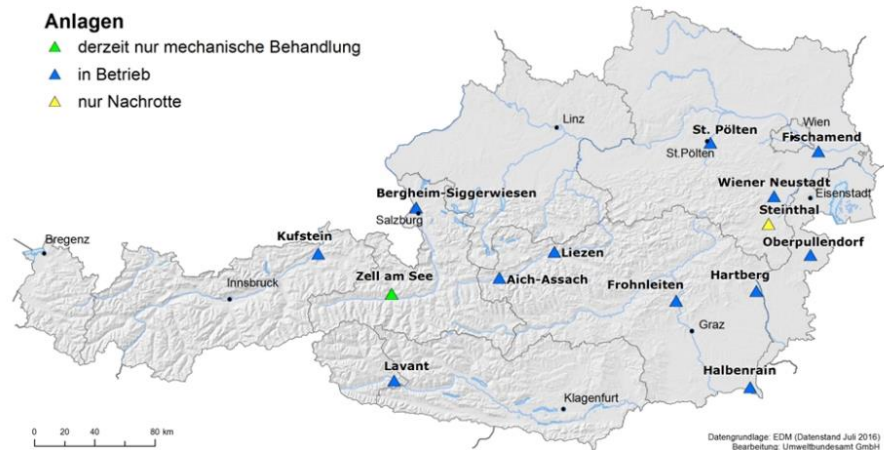 Anlagen
derzeit nur mechanische Behandlung
in Betrieb
nur Nachrotte
Linz
St. Pölten
St.Pölten
Wien
Fischamend
Bergheim-Siggerwiesen
Salzburg
Wiener Neustadt
Eisenstadt
Steinthal
Bregenz
Kufstein
Liezen
Oberpullendorf
Zell am See
Aich-Assach
Innsbruck
Frohnleiten
Hartberg
Graz
Lavant
Halbenrain
Klagenfurt
0 20 40 80 km
Datengrundlage: EDM (Datenstand Juli 2016)
Bearbeitung: Umweltbundesamt GmbH